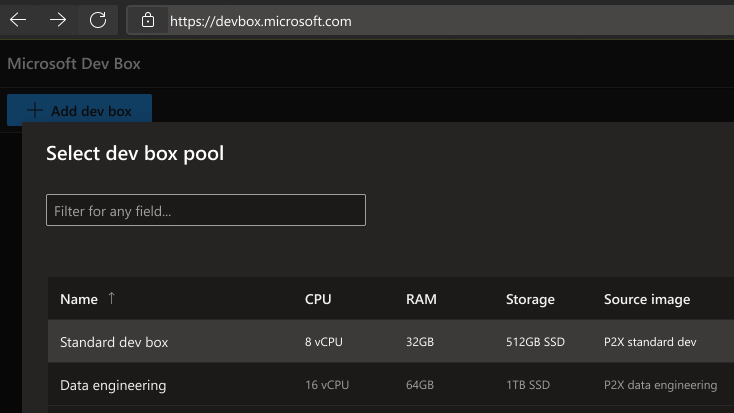 https://devbox.microsoft.com
Microsoft Dev Box
Add dev box
Select dev box pool
Filter for any field...
Name ↑ CPU RAM Storage Source image
Standard dev box 8 vCPU 32GB 512GB SSD P2X standard dev
Data engineering 16 vCPU 64GB 1TB SSD P2X data engineering